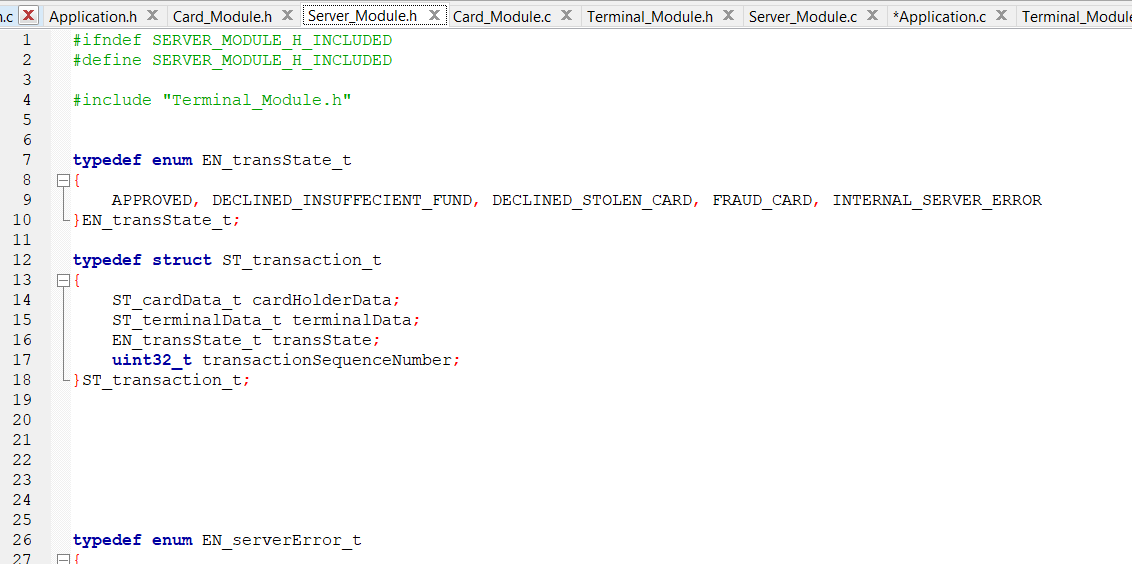 n.c Application.h Card_Module.h Server_Module.h Card_Module.c Terminal_Module.h Server_Module.c *Application.c Terminal_Module
1 #ifndef SERVER_MODULE_H_INCLUDED
2 #define SERVER_MODULE_H_INCLUDED
3
4 #include "Terminal_Module.h"
5
6
7 typedef enum EN_transState_t
8 {
9 APPROVED, DECLINED_INSUFFECIENT_FUND, DECLINED_STOLEN_CARD, FRAUD_CARD, INTERNAL_SERVER_ERROR
10 }EN_transState_t;
11
12 typedef struct ST_transaction_t
13 {
14 ST_cardData_t cardHolderData;
15 ST_terminalData_t terminalData;
16 EN_transState_t transState;
17 uint32_t transactionSequenceNumber;
18 }ST_transaction_t;
19
20
21
22
23
24
25
26 typedef enum EN_serverError_t
27 {